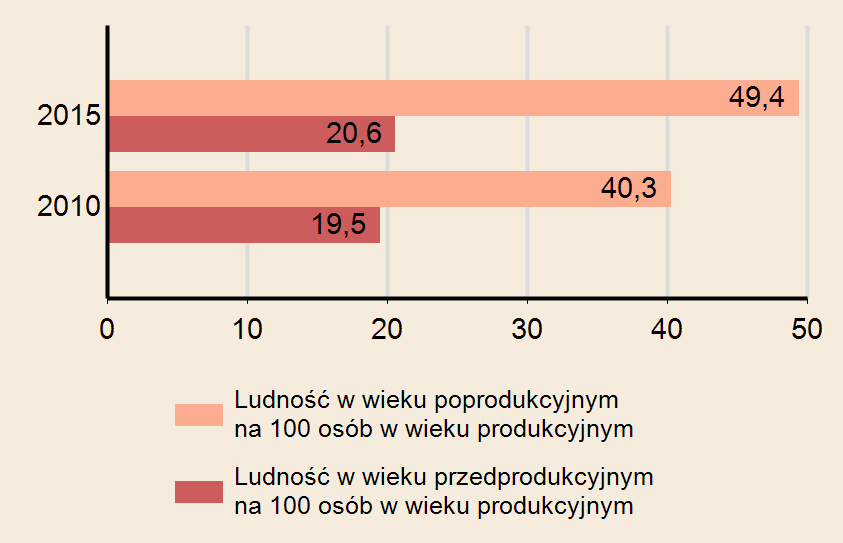 49,4
2015
20,6
40,3
2010
19,5
0 10 20 30 40 50
Ludność w wieku poprodukcyjnym
na 100 osób w wieku produkcyjnym
Ludność w wieku przedprodukcyjnym
na 100 osób w wieku produkcyjnym